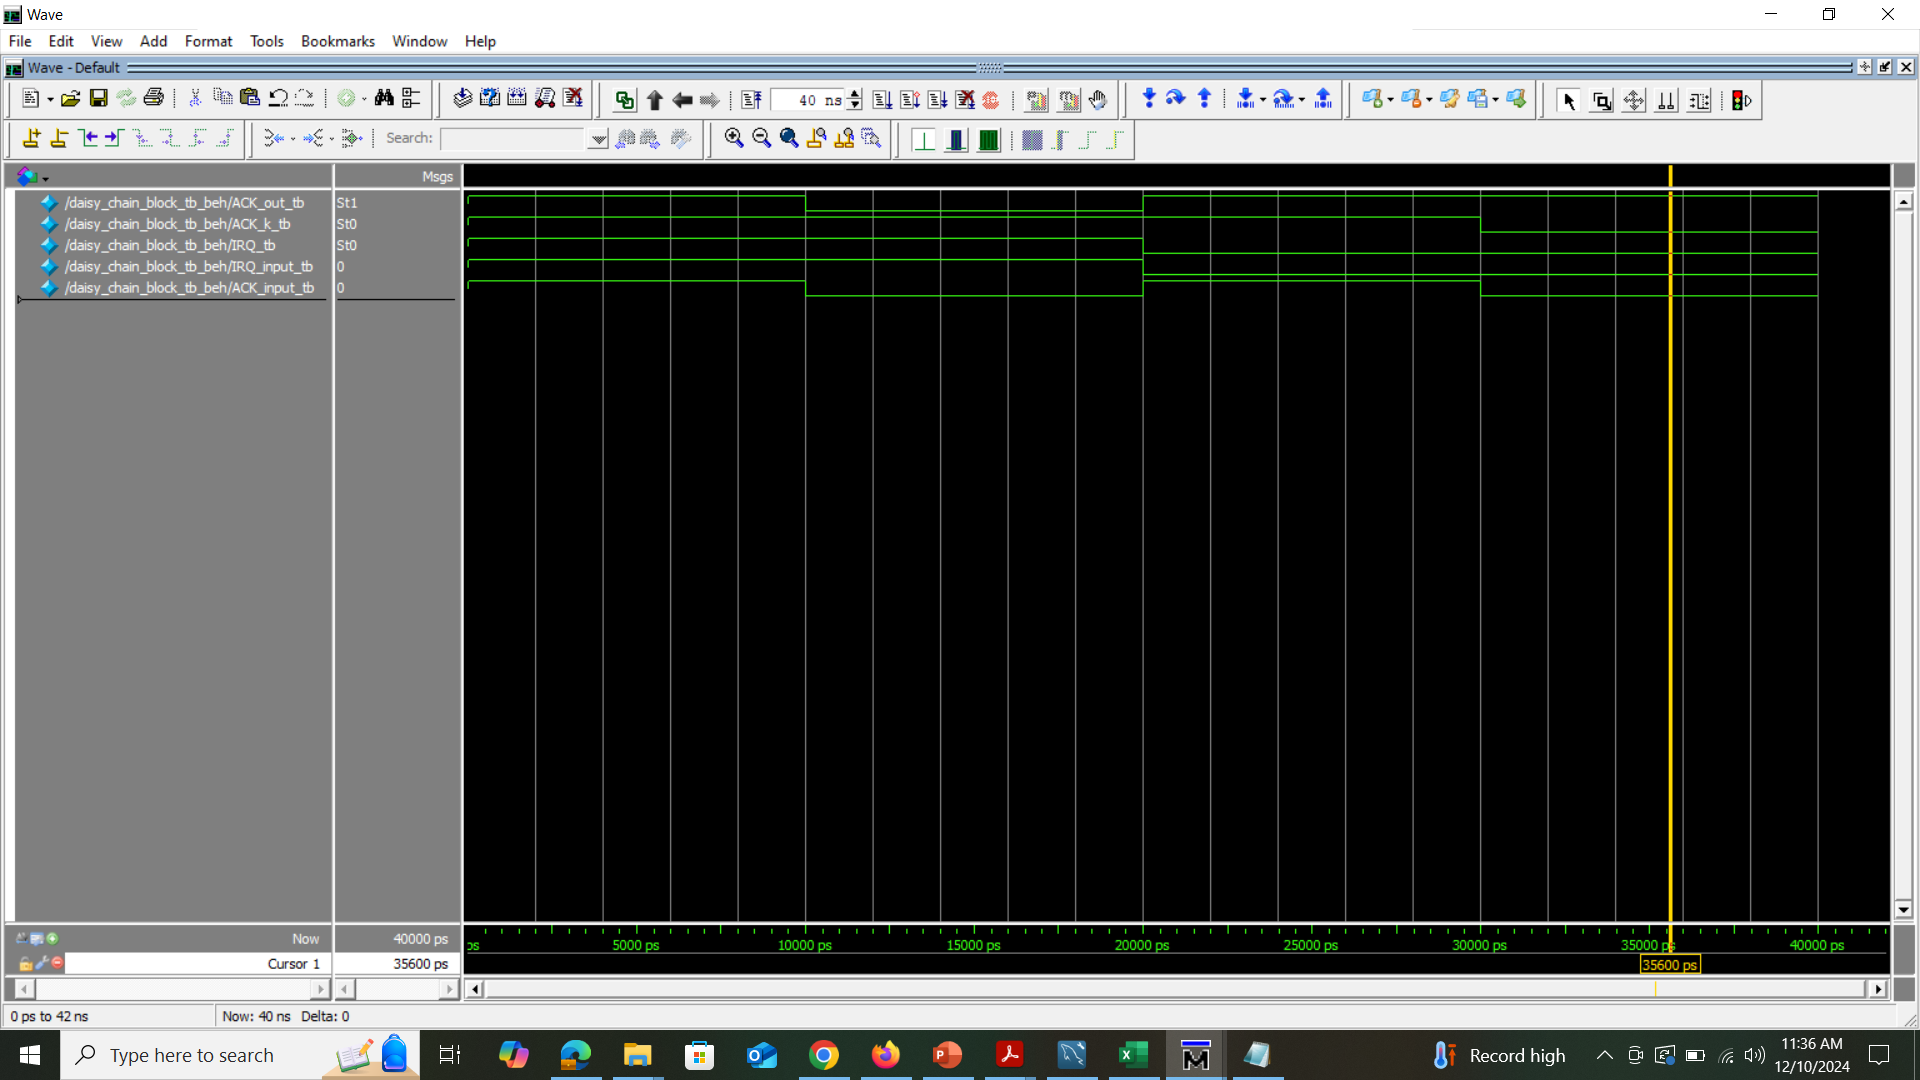 Wave
File Edit View Add Format Tools Bookmarks Window Help
Wave - Default
40 ns
Search:
Msgs
/daisy_chain_block_tb_beh/ACK_out_tb St1
/daisy_chain_block_tb_beh/ACK_k_tb St0
/daisy_chain_block_tb_beh/IRQ_tb St0
/daisy_chain_block_tb_beh/IRQ_input_tb 0
/daisy_chain_block_tb_beh/ACK_input_tb 0
Now 40000 ps
ps 5000 ps 10000 ps 15000 ps 20000 ps 25000 ps 30000 ps 35000 ps 40000 ps
Cursor 1 35600 ps
35600 ps
0 ps to 42 ns Now: 40 ns Delta: 0
Type here to search
Record high
11:36 AM
12/10/2024